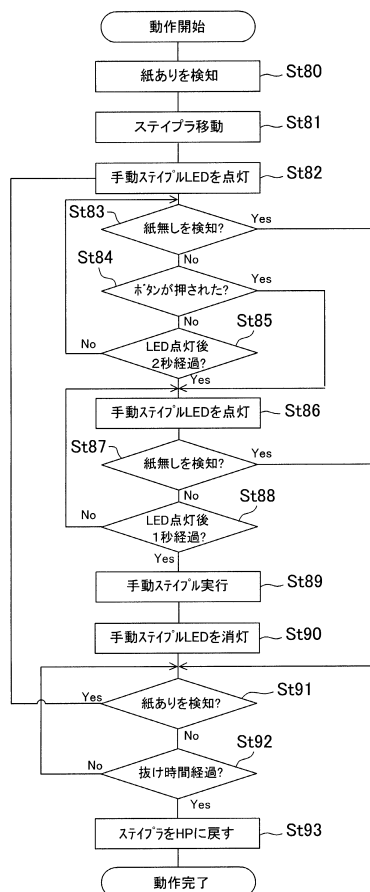 動作開始
紙ありを検知 St80
ステイプラ移動 St81
手動ステイプルLEDを点灯 St82
St83 紙無しを検知? Yes
No
St84 ボタンが押された? Yes
No
St85
No LED点灯後
2秒経過?
Yes
手動ステイプルLEDを点灯 St86
St87 紙無しを検知? Yes
No
St88
No LED点灯後
1秒経過?
Yes
手動ステイプル実行 St89
手動ステイプルLEDを消灯 St90
St91
Yes 紙ありを検知?
No
St92
No 抜け時間経過?
Yes
ステイプラをHPに戻す St93
動作完了